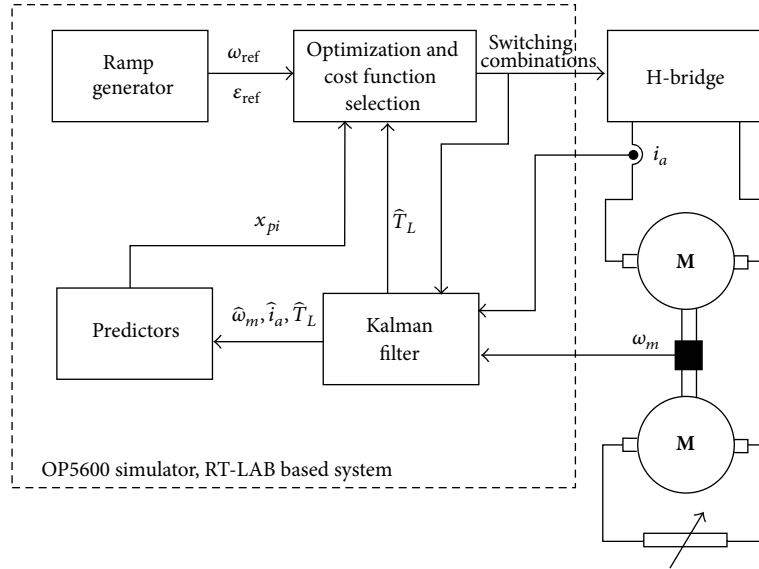 Ramp
generator
ω_ref
ε_ref
Optimization and
cost function
selection
Switching
combinations
H-bridge
i_a
x_pi
T̂_L
M
Predictors
ω̂_m, î_a, T̂_L
Kalman
filter
ω_m
M
OP5600 simulator, RT-LAB based system